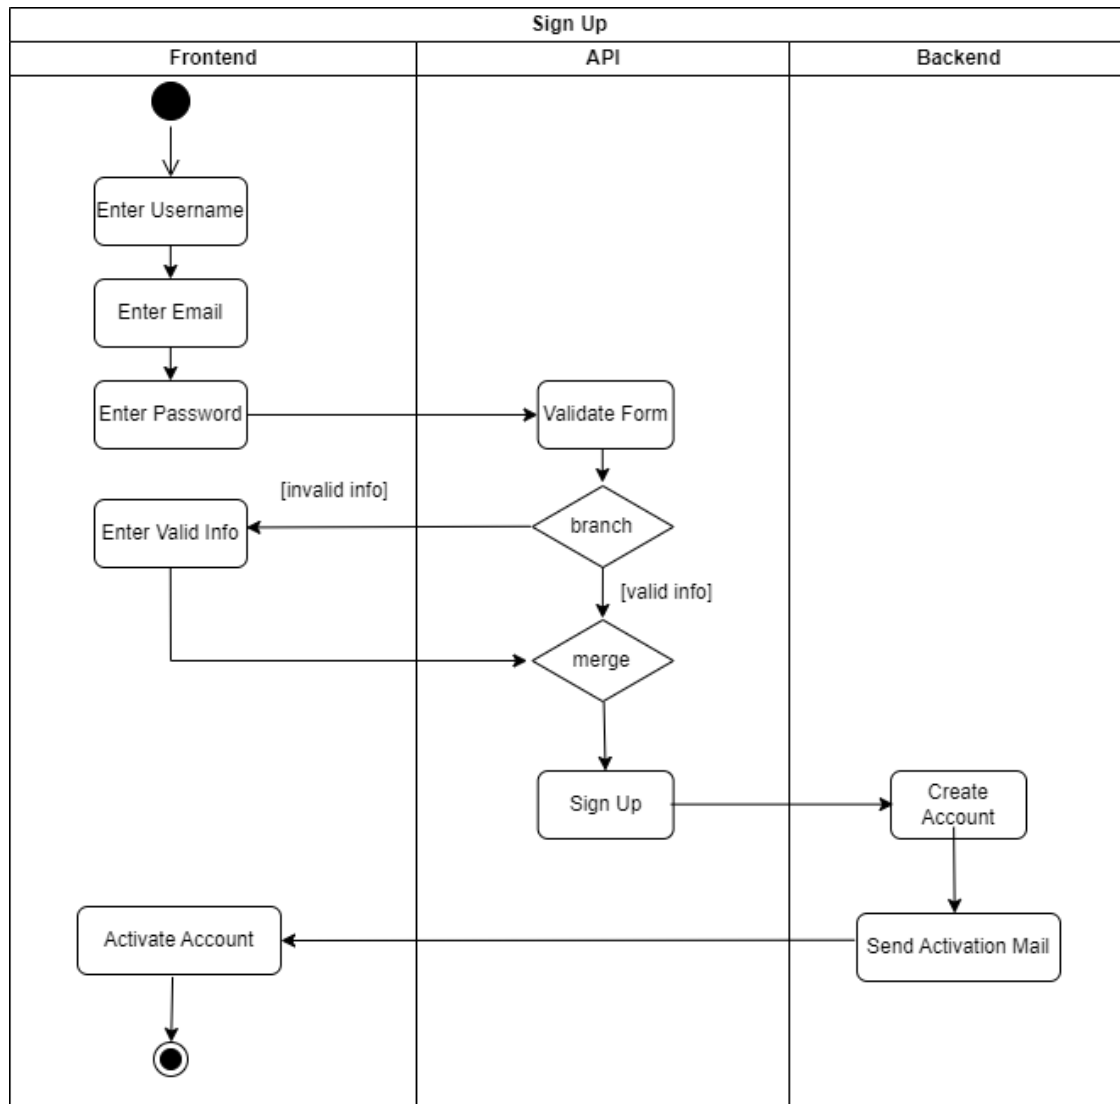 Sign Up
Frontend
API
Backend
Enter Username
Enter Email
Enter Password
Validate Form
[invalid info]
Enter Valid Info
branch
[valid info]
merge
Sign Up
Create
Account
Activate Account
Send Activation Mail